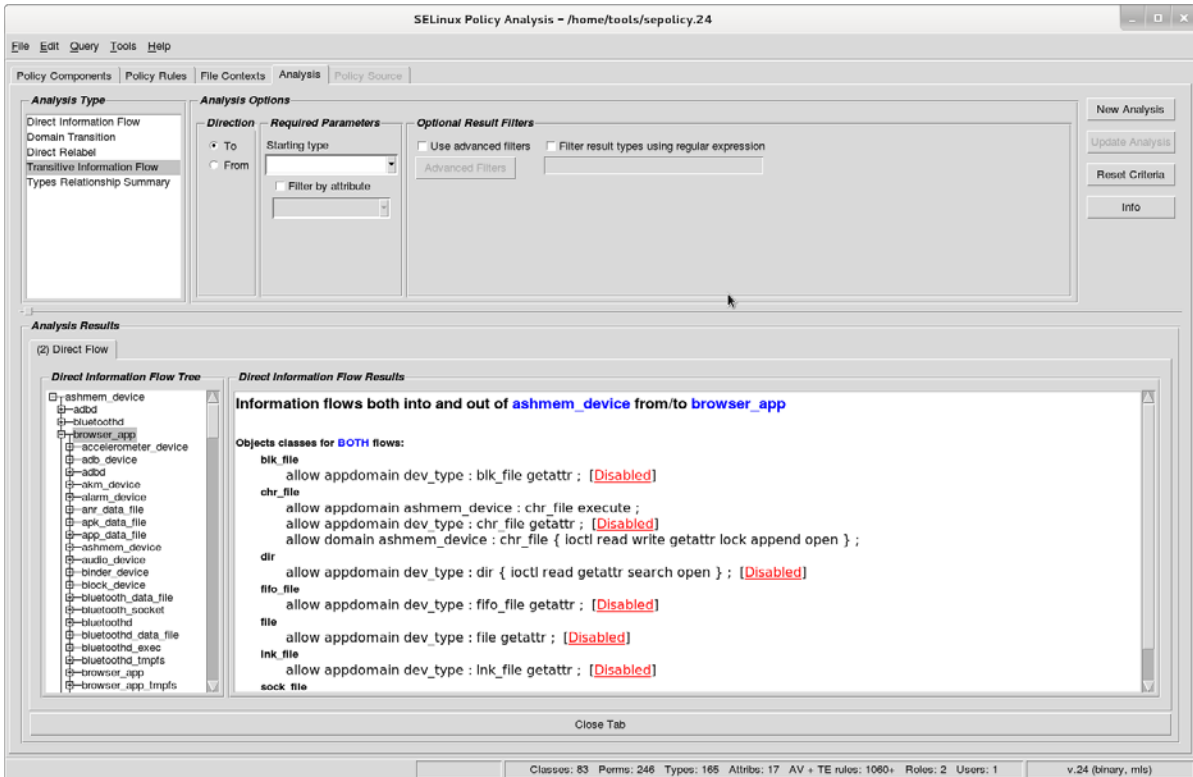 SELinux Policy Analysis - /home/tools/sepolicy.24
File Edit Query Tools Help
Policy Components Policy Rules File Contexts Analysis Policy Source
Analysis Type
Direct Information Flow
Domain Transition
Direct Relabel
Transitive Information Flow
Types Relationship Summary
Analysis Options
Direction
To
From
Required Parameters
Starting type
Filter by attribute
Optional Result Filters
Use advanced filters Filter result types using regular expression
Advanced Filters
New Analysis
Update Analysis
Reset Criteria
Info
Analysis Results
(2) Direct Flow
Direct Information Flow Tree
ashmem_device
adbd
bluetoothd
browser_app
accelerometer_device
adb_device
adbd
akm_device
alarm_device
anr_data_file
apk_data_file
app_data_file
ashmem_device
audio_device
binder_device
block_device
bluetooth_data_file
bluetooth_socket
bluetoothd
bluetoothd_data_file
bluetoothd_exec
bluetoothd_tmpfs
browser_app
browser_app_tmpfs
Direct Information Flow Results
Information flows both into and out of ashmem_device from/to browser_app
Objects classes for BOTH flows:
blk_file
allow appdomain dev_type : blk_file getattr ; [Disabled]
chr_file
allow appdomain ashmem_device : chr_file execute ;
allow appdomain dev_type : chr_file getattr ; [Disabled]
allow domain ashmem_device : chr_file { ioctl read write getattr lock append open } ;
dir
allow appdomain dev_type : dir { ioctl read getattr search open } ; [Disabled]
fifo_file
allow appdomain dev_type : fifo_file getattr ; [Disabled]
file
allow appdomain dev_type : file getattr ; [Disabled]
lnk_file
allow appdomain dev_type : lnk_file getattr ; [Disabled]
sock_file
Close Tab
Classes: 83 Perms: 246 Types: 165 Attribs: 17 AV + TE rules: 1060+ Roles: 2 Users: 1
v.24 (binary, mls)